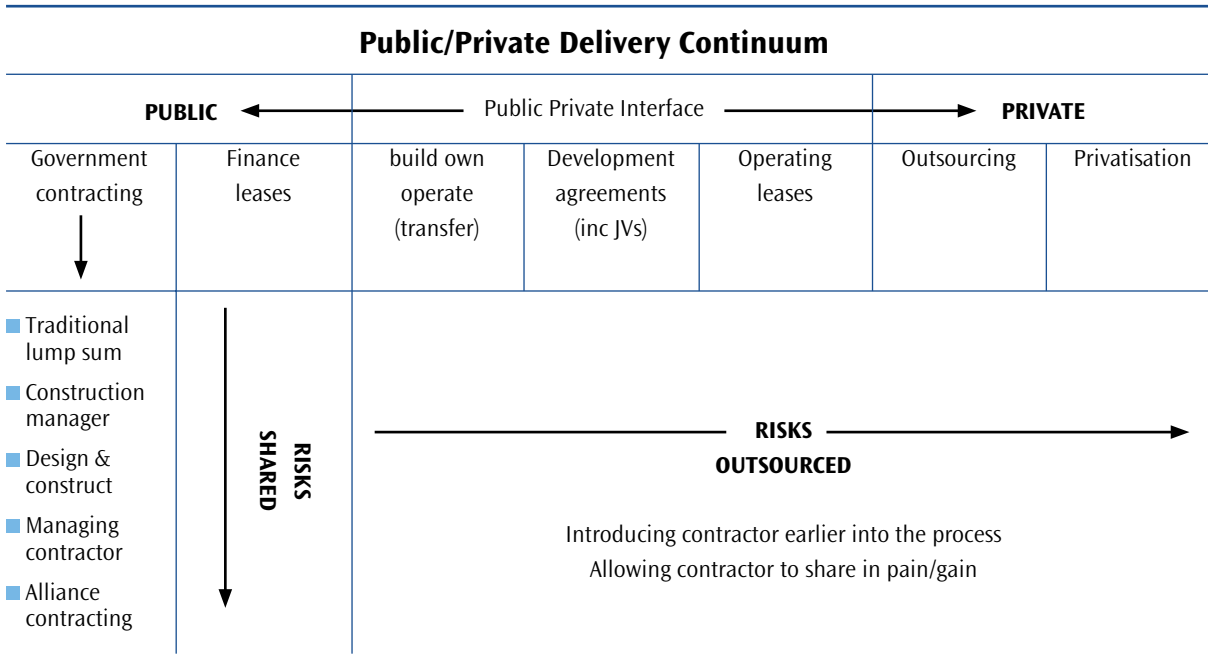 Public/Private Delivery Continuum
PUBLIC
Public Private Interface
PRIVATE
Government
contracting
Finance
leases
build own
operate
(transfer)
Development
agreements
(inc JVs)
Operating
leases
Outsourcing
Privatisation
Traditional
lump sum
Construction
manager
Design &
construct
Managing
contractor
Alliance
contracting
RISKS
SHARED
RISKS
OUTSOURCED
Introducing contractor earlier into the process
Allowing contractor to share in pain/gain